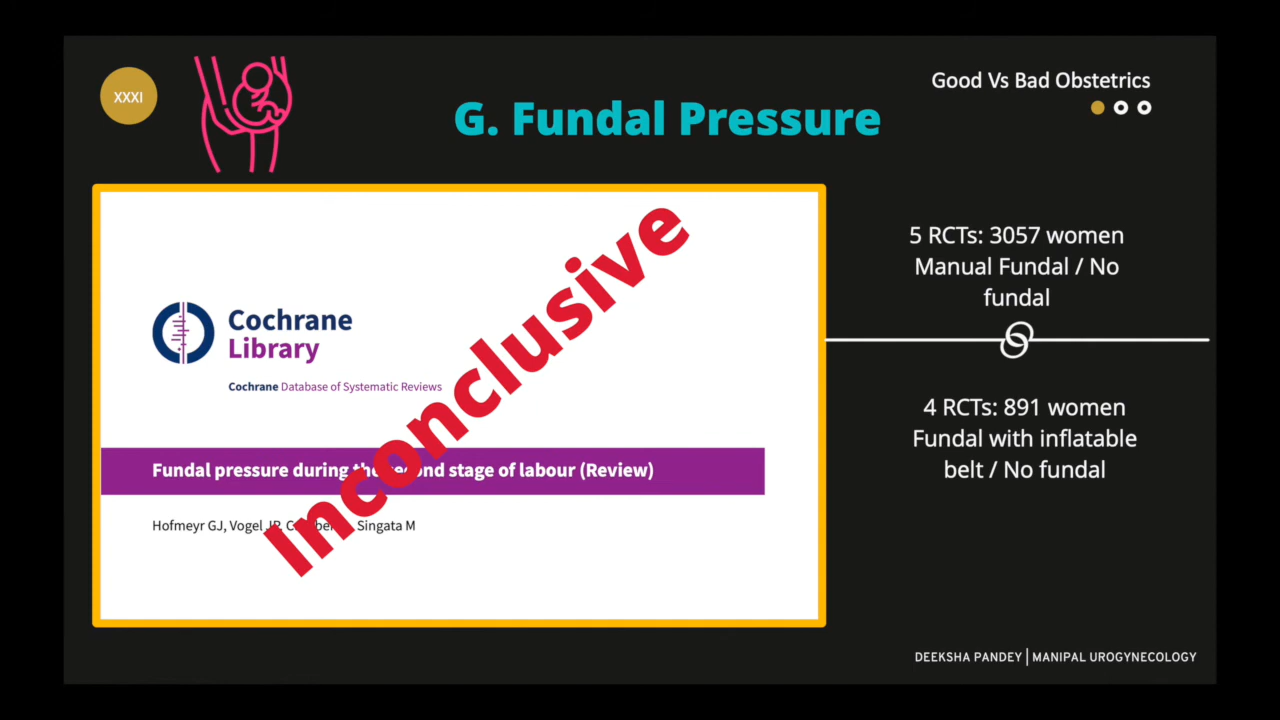 XXXI
Good Vs Bad Obstetrics
G. Fundal Pressure
Cochrane
Library
Cochrane Database of Systematic Reviews
Fundal pressure during the second stage of labour (Review)
Hofmeyr GJ, Vogel JP, Singata M
Inconclusive
5 RCTs: 3057 women
Manual Fundal / No
fundal
4 RCTs: 891 women
Fundal with inflatable
belt / No fundal
DEEKSHA PANDEY | MANIPAL UROGYNECOLOGY